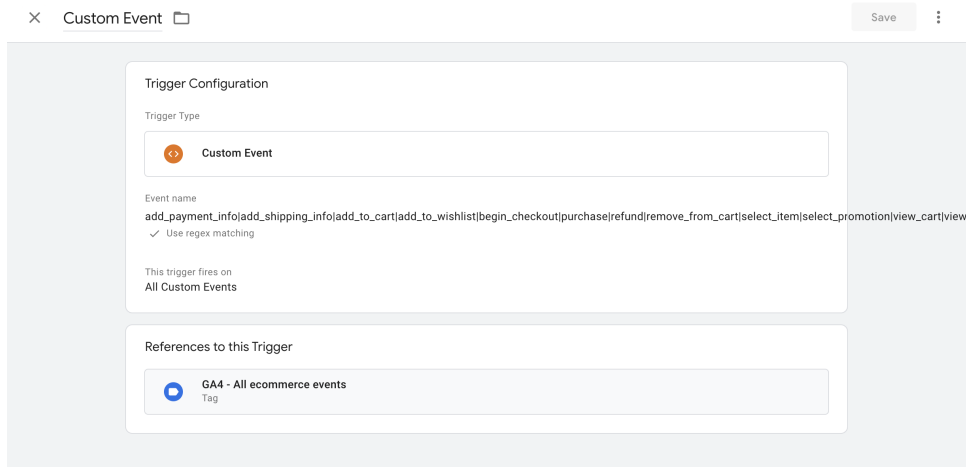 Custom Event
Save
Trigger Configuration
Trigger Type
Custom Event
Event name
add_payment_info|add_shipping_info|add_to_cart|add_to_wishlist|begin_checkout|purchase|refund|remove_from_cart|select_item|select_promotion|view_cart|view
Use regex matching
This trigger fires on
All Custom Events
References to this Trigger
GA4 - All ecommerce events
Tag